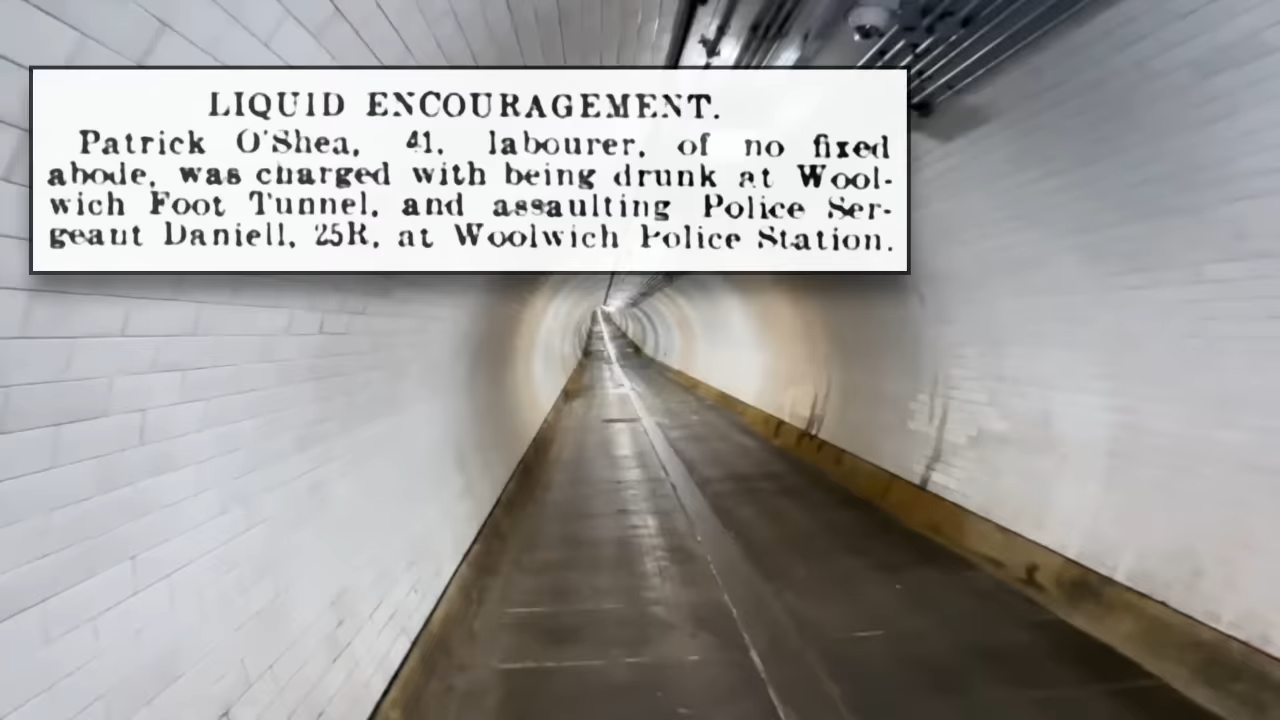 LIQUID ENCOURAGEMENT.
Patrick O'Shea, 41, labourer, of no fixed
abode, was charged with being drunk at Wool-
wich Foot Tunnel, and assaulting Police Ser-
geant Daniell, 25R, at Woolwich Police Station.